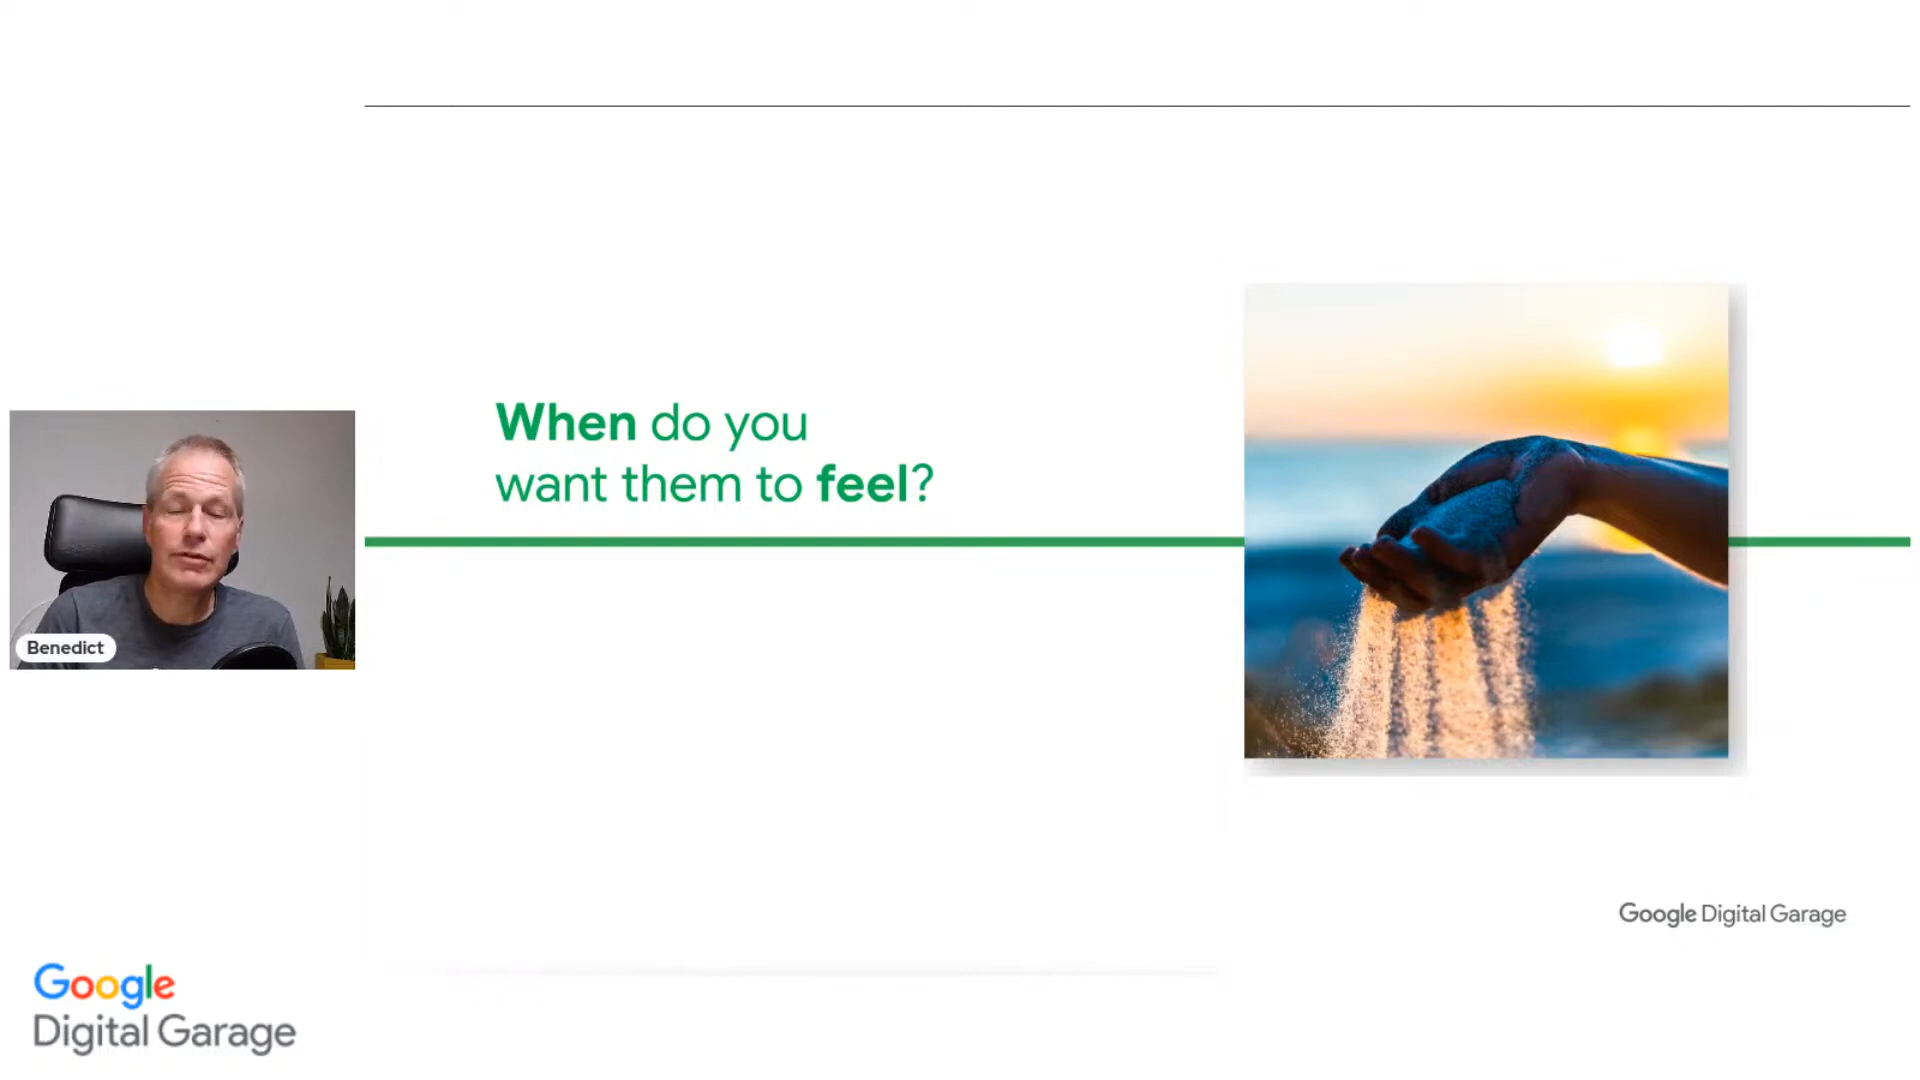 When do you
want them to feel?
Benedict
Google Digital Garage
Google
Digital Garage